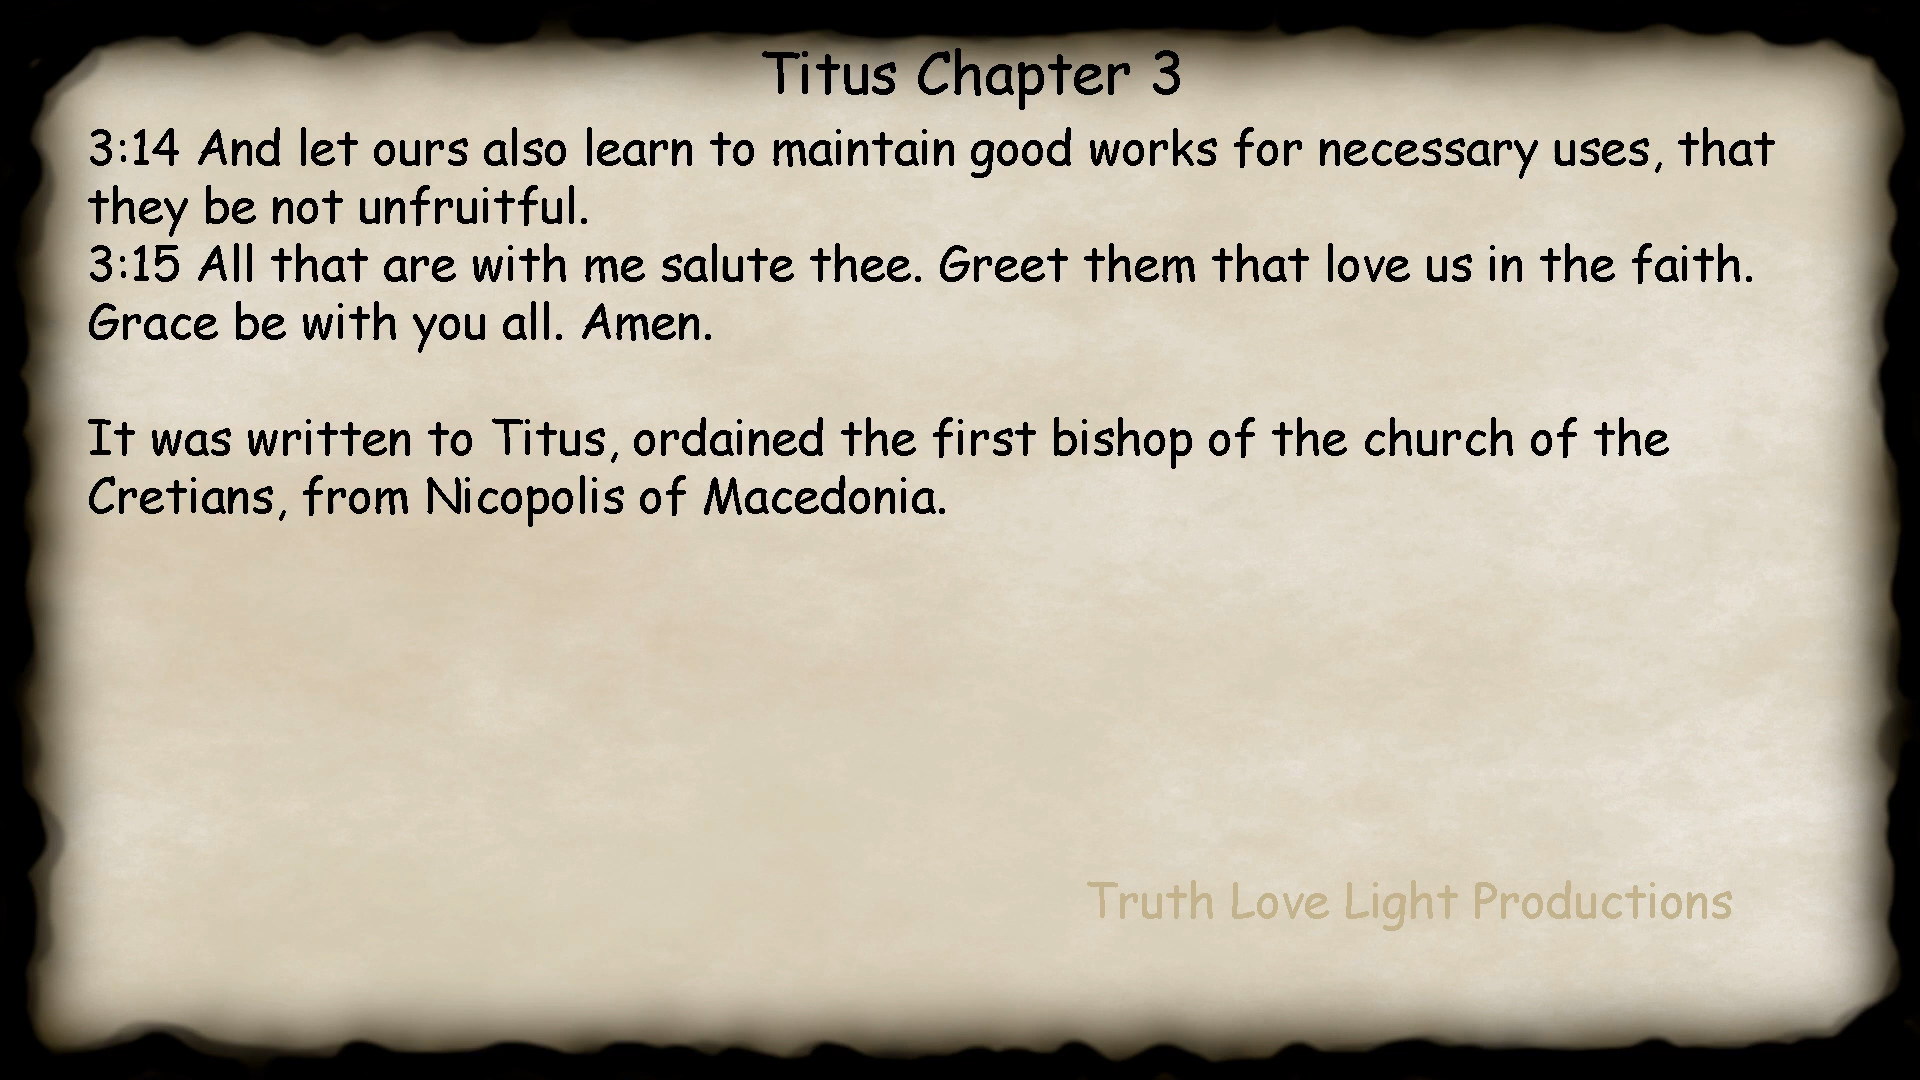 Titus Chapter 3
3:14 And let ours also learn to maintain good works for necessary uses, that
they be not unfruitful.
3:15 All that are with me salute thee. Greet them that love us in the faith.
Grace be with you all. Amen.
It was written to Titus, ordained the first bishop of the church of the
Cretians, from Nicopolis of Macedonia.
Truth Love Light Productions